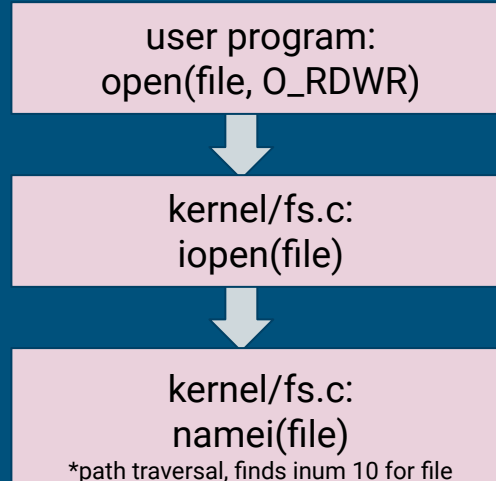 user program:
open(file, O_RDWR)
kernel/fs.c:
iopen(file)
kernel/fs.c:
namei(file)
*path traversal, finds inum 10 for file